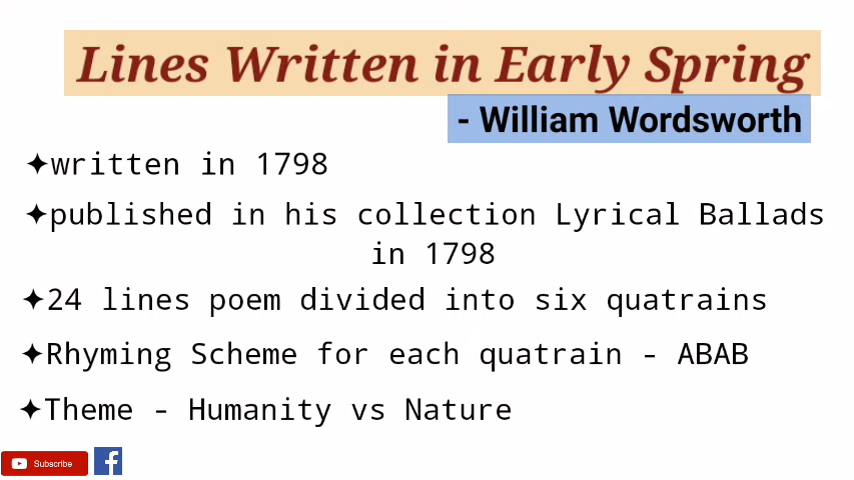 Lines Written in Early Spring
- William Wordsworth
✦written in 1798
✦published in his collection Lyrical Ballads
in 1798
✦24 lines poem divided into six quatrains
✦Rhyming Scheme for each quatrain - ABAB
✦Theme - Humanity vs Nature
Subscribe